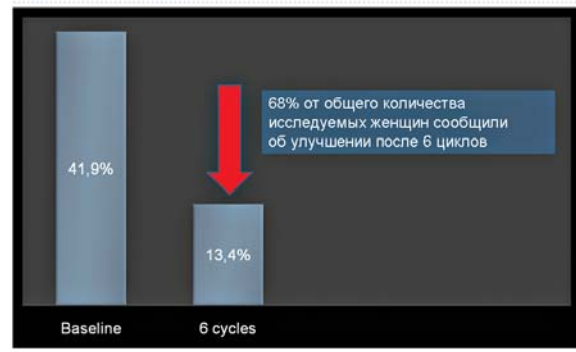 68% от общего количества
исследуемых женщин сообщили
об улучшении после 6 циклов
41,9%
13,4%
Baseline
6 cycles